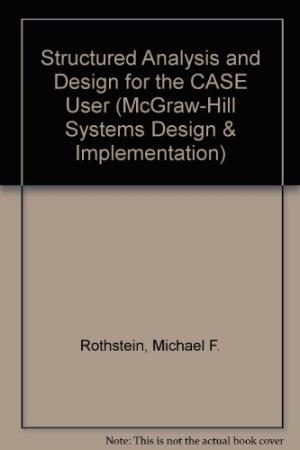 Structured Analysis and
Design for the CASE
User (McGraw-Hill
Systems Design &
Implementation)
Rothstein, Michael F.
Note: This is not the actual book cover